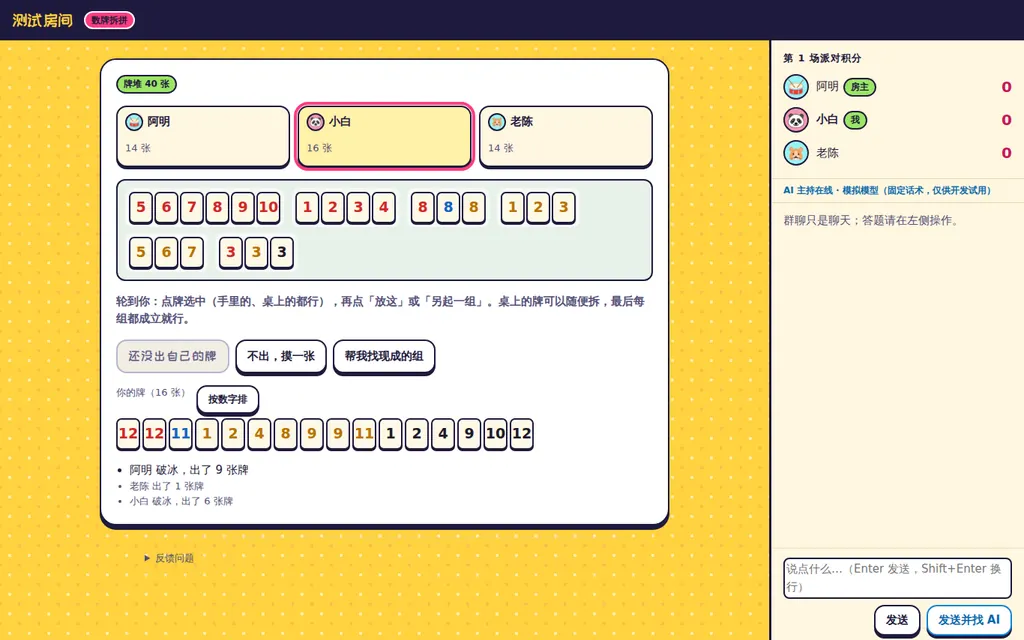 测试房间 数牌拆拼
牌堆 40 张
阿明
14 张
小白
16 张
老陈
14 张
5 6 7 8 9 10 1 2 3 4 8 8 8 1 2 3
5 6 7 3 3 3
轮到你：点牌选中（手里的、桌上的都行），再点「放这」或「另起一组」。桌上的牌可以随便拆，最后每
组都成立就行。
还没出自己的牌 不出，摸一张 帮我找现成的组
你的牌（16 张） 按数字排
12 12 11 1 2 4 8 9 9 11 1 2 4 9 10 12
• 阿明 破冰，出了 9 张牌
• 老陈 出了 1 张牌
• 小白 破冰，出了 6 张牌
▶ 反馈问题
第 1 场派对积分
阿明 房主 0
小白 我 0
老陈 0
AI 主持在线 · 模拟模型（固定话术，仅供开发试用）
群聊只是聊天；答题请在左侧操作。
说点什么…（Enter 发送，Shift+Enter 换
行）
发送 发送并找 AI